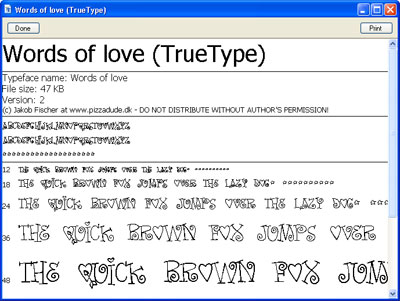 Words of love (TrueType)
Done Print
Words of love (TrueType)
Typeface name: Words of love
File size: 47 KB
Version: 2
(c) Jakob Fischer at www.pizzadude.dk - DO NOT DISTRIBUTE WITHOUT AUTHOR'S PERMISSION!
ABCDEFGHIJKLMNOPQRSTUVWXYZ
ABCDEFGHIJKLMNOPQRSTUVWXYZ
12 THE QUICK BROWN FOX JUMPS OVER THE LAZY DOG.
18 THE QUICK BROWN FOX JUMPS OVER THE LAZY DOG.
24 THE QUICK BROWN FOX JUMPS OVER THE LAZY DOG.
36 THE QUICK BROWN FOX JUMPS OVER
48 THE QUICK BROWN FOX JUM